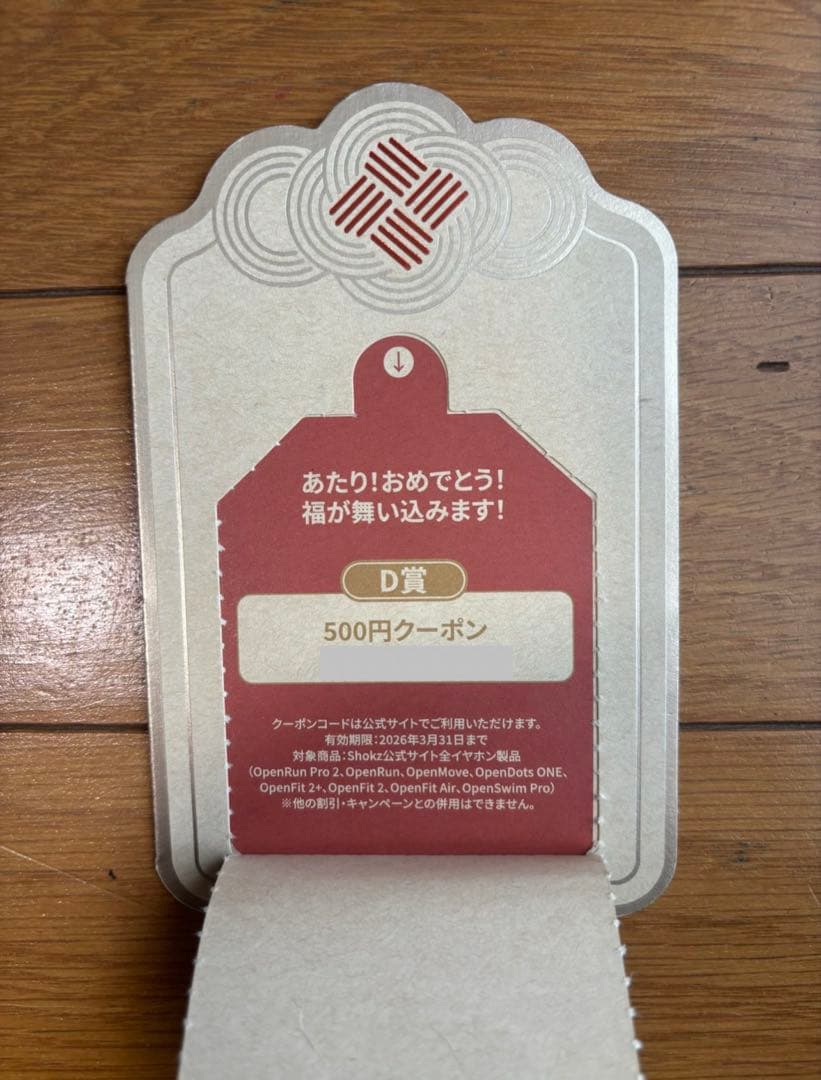 あたり!おめでとう!
福が舞い込みます!
D賞
500円クーポン
クーポンコードは公式サイトでご利用いただけます。
有効期限:2026年3月31日まで
対象商品:Shokz公式サイト全イヤホン製品
(OpenRun Pro 2、OpenRun、OpenMove、OpenDots ONE、
OpenFit 2+、OpenFit 2、OpenFit Air、OpenSwim Pro)
※他の割引・キャンペーンとの併用はできません。